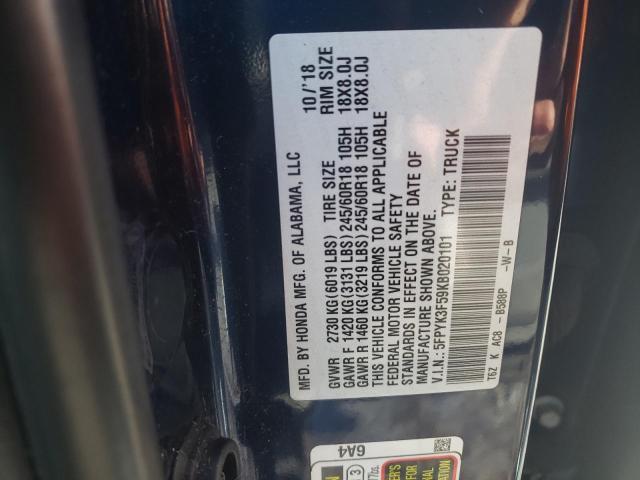 MFD. BY HONDA MFG. OF ALABAMA, LLC 10/'18
GVWR 2730 KG(6019 LBS) TIRE SIZE RIM SIZE
GAWR F 1420 KG(3131 LBS) 245/60R18 105H 18X8.0J
GAWR R 1460 KG(3219 LBS) 245/60R18 105H 18X8.0J
THIS VEHICLE CONFORMS TO ALL APPLICABLE
FEDERAL MOTOR VEHICLE SAFETY
STANDARDS IN EFFECT ON THE DATE OF
MANUFACTURE SHOWN ABOVE.
V.I.N.: 5FPYK3F59KB020101 TYPE: TRUCK
T6Z K AC8 - B588P -W-B
6A4